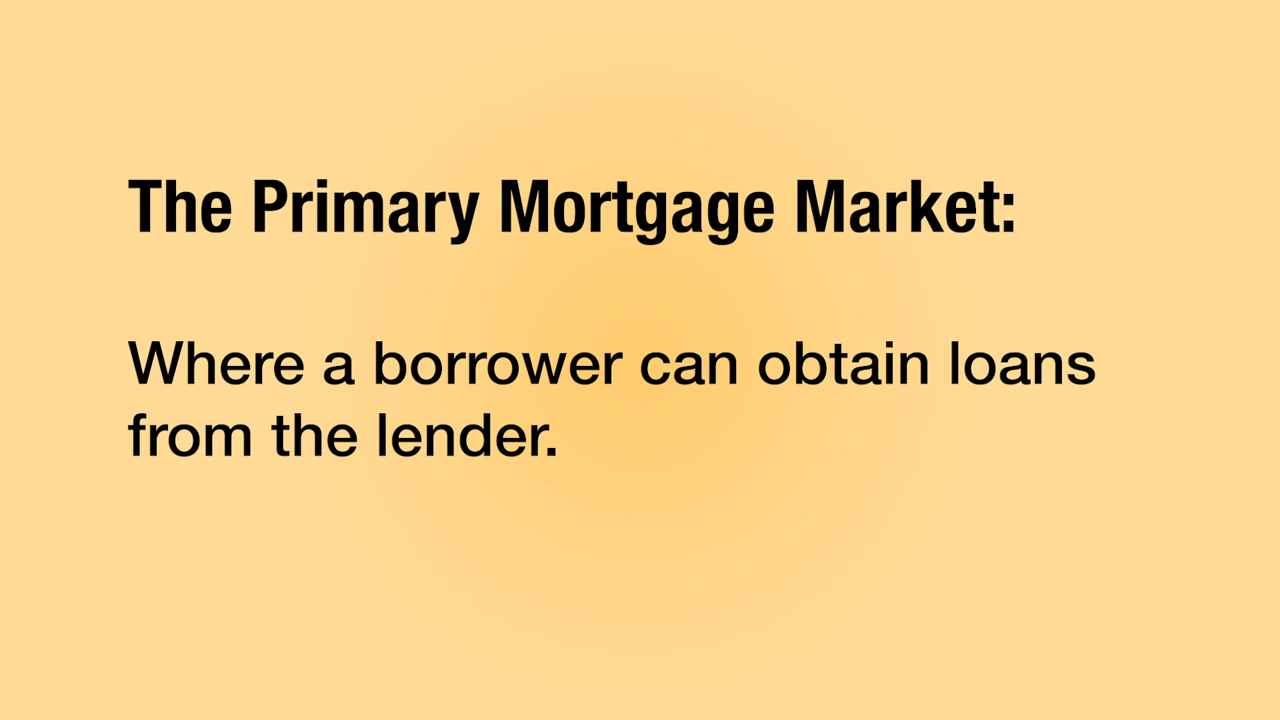 The Primary Mortgage Market:
Where a borrower can obtain loans
from the lender.